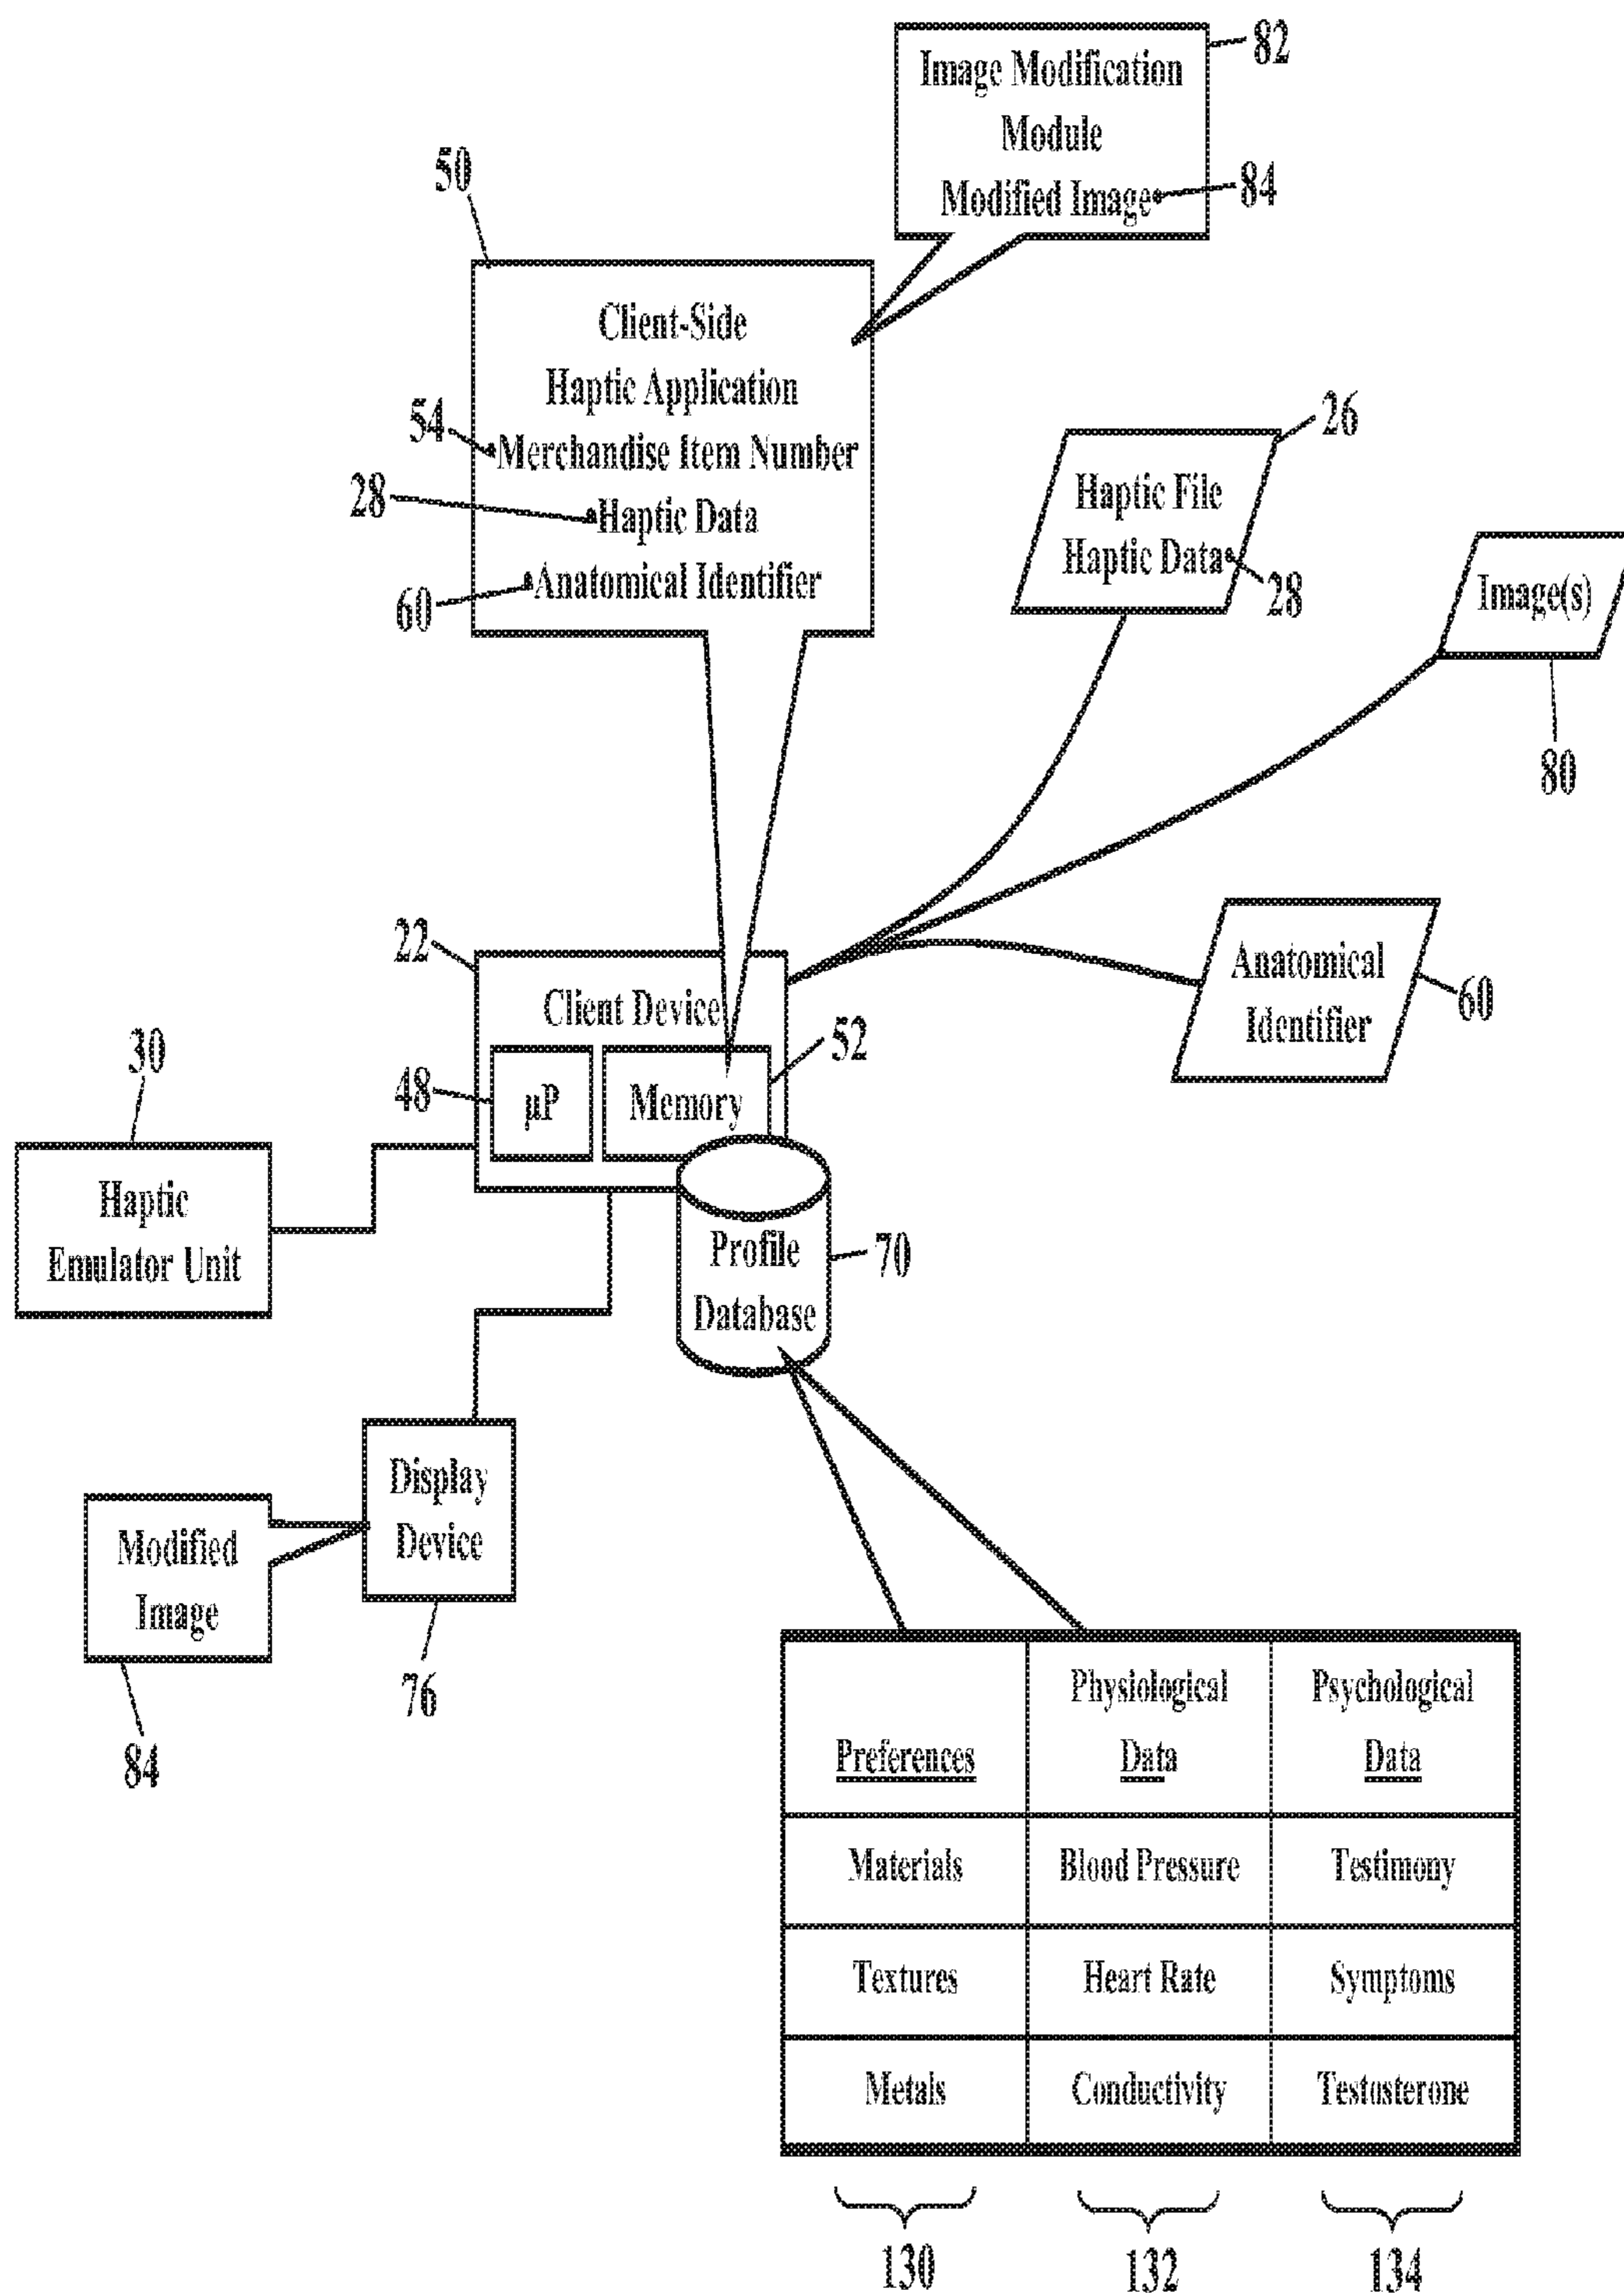 82
Image Modification
Module
Modified Image
84
50
Client-Side
Haptic Application
54
Merchandise Item Number
28
Haptic Data
60
Anatomical Identifier
26
Haptic File
Haptic Data
28
Image(s)
80
22
Client Device
48
µP
Memory
52
Anatomical
Identifier
60
30
Haptic
Emulator Unit
Profile
Database
70
Display
Device
76
Modified
Image
84
Preferences
Physiological
Data
Psychological
Data
Materials
Blood Pressure
Testimony
Textures
Heart Rate
Symptoms
Metals
Conductivity
Testosterone
130
132
134